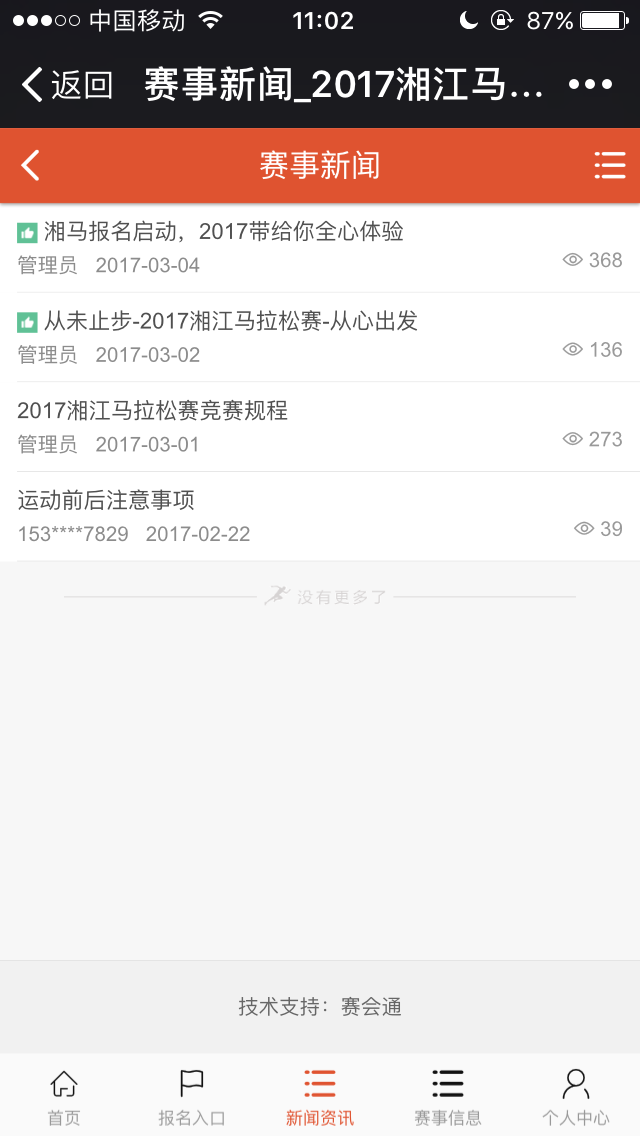 中国移动 11:02 87%
返回 赛事新闻_2017湘江马...
赛事新闻
湘马报名启动，2017带给你全心体验
管理员 2017-03-04 368
从未止步-2017湘江马拉松赛-从心出发
管理员 2017-03-02 136
2017湘江马拉松赛竞赛规程
管理员 2017-03-01 273
运动前后注意事项
153****7829 2017-02-22 39
没有更多了
技术支持：赛会通
首页 报名入口 新闻资讯 赛事信息 个人中心